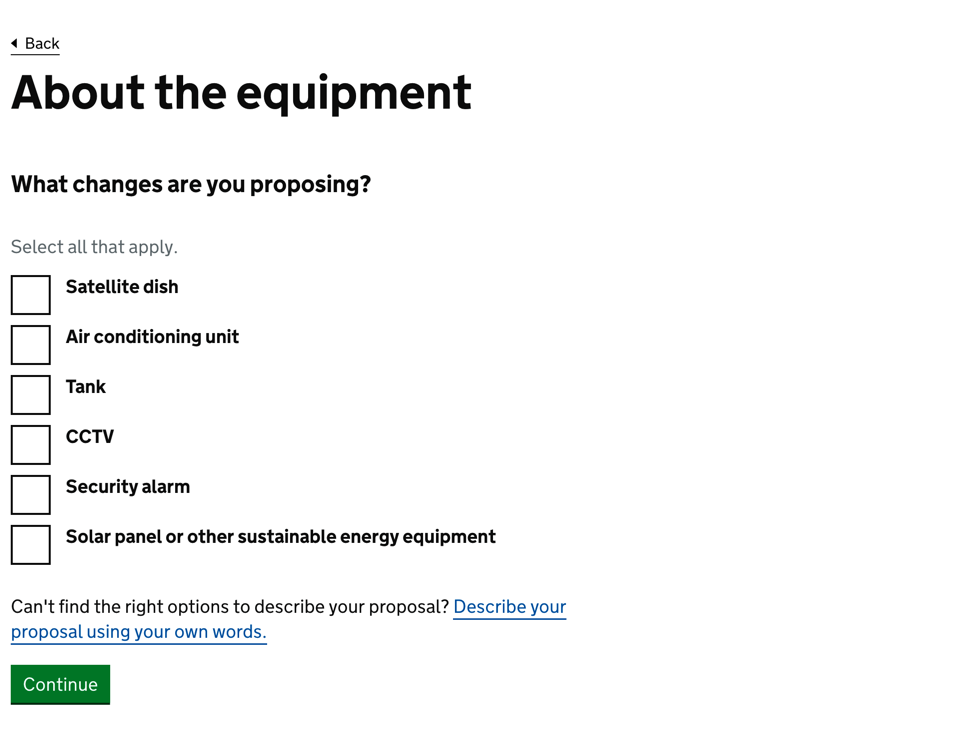 Back
About the equipment
What changes are you proposing?
Select all that apply.
Satellite dish
Air conditioning unit
Tank
CCTV
Security alarm
Solar panel or other sustainable energy equipment
Can't find the right options to describe your proposal? Describe your
proposal using your own words.
Continue